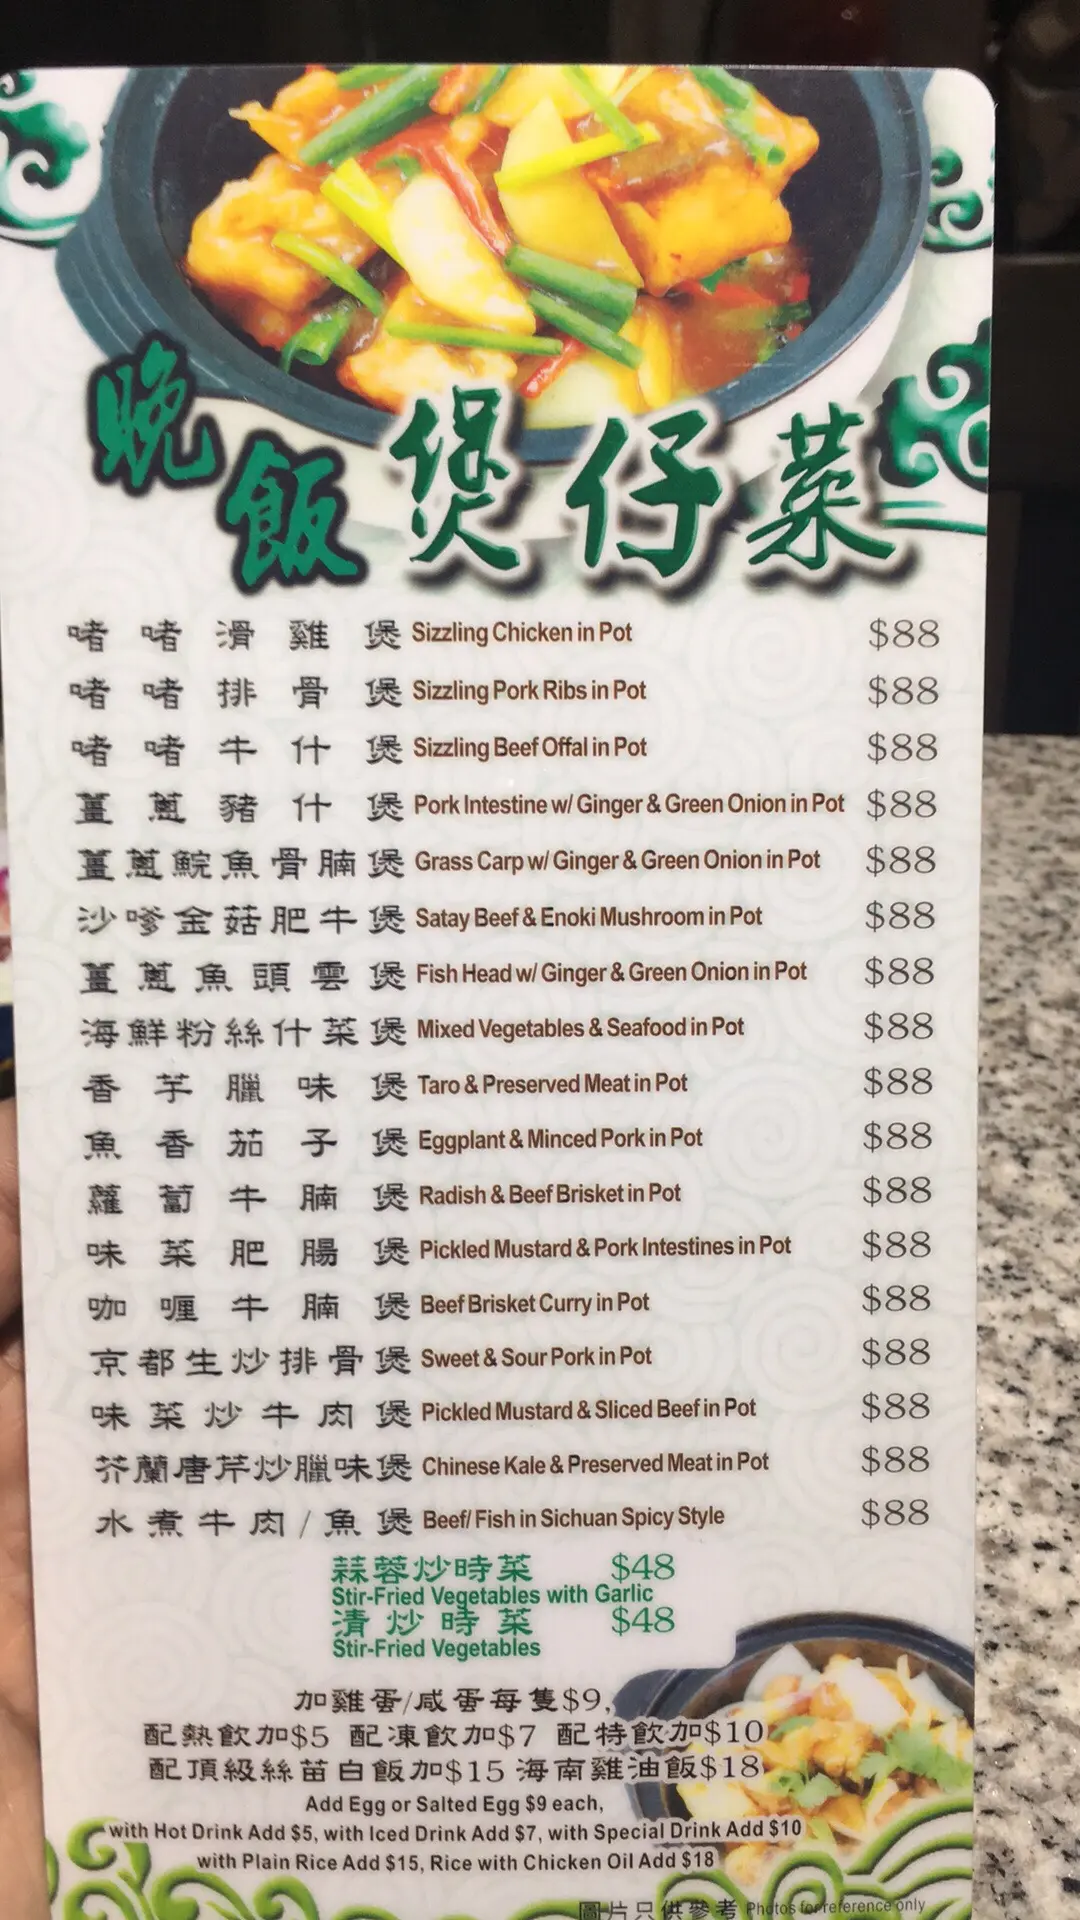 晚飯煲仔菜
啫啫滑雞煲 Sizzling Chicken in Pot $88
啫啫排骨煲 Sizzling Pork Ribs in Pot $88
啫啫牛什煲 Sizzling Beef Offal in Pot $88
薑蔥豬什煲 Pork Intestine w/ Ginger & Green Onion in Pot $88
薑蔥鯇魚骨腩煲 Grass Carp w/ Ginger & Green Onion in Pot $88
沙嗲金菇肥牛煲 Satay Beef & Enoki Mushroom in Pot $88
薑蔥魚頭雲煲 Fish Head w/ Ginger & Green Onion in Pot $88
海鮮粉絲什菜煲 Mixed Vegetables & Seafood in Pot $88
香芋臘味煲 Taro & Preserved Meat in Pot $88
魚香茄子煲 Eggplant & Minced Pork in Pot $88
蘿蔔牛腩煲 Radish & Beef Brisket in Pot $88
味菜肥腸煲 Pickled Mustard & Pork Intestines in Pot $88
咖喱牛腩煲 Beef Brisket Curry in Pot $88
京都生炒排骨煲 Sweet & Sour Pork in Pot $88
味菜炒牛肉煲 Pickled Mustard & Sliced Beef in Pot $88
芥蘭唐芹炒臘味煲 Chinese Kale & Preserved Meat in Pot $88
水煮牛肉/魚煲 Beef/ Fish in Sichuan Spicy Style $88
蒜蓉炒時菜 $48
Stir-Fried Vegetables with Garlic
清炒時菜 $48
Stir-Fried Vegetables
加雞蛋/咸蛋每隻$9,
配熱飲加$5 配凍飲加$7 配特飲加$10
配頂級絲苗白飯加$15 海南雞油飯$18
Add Egg or Salted Egg $9 each,
with Hot Drink Add $5, with Iced Drink Add $7, with Special Drink Add $10
with Plain Rice Add $15, Rice with Chicken Oil Add $18
圖片只供參考 Photos for reference only